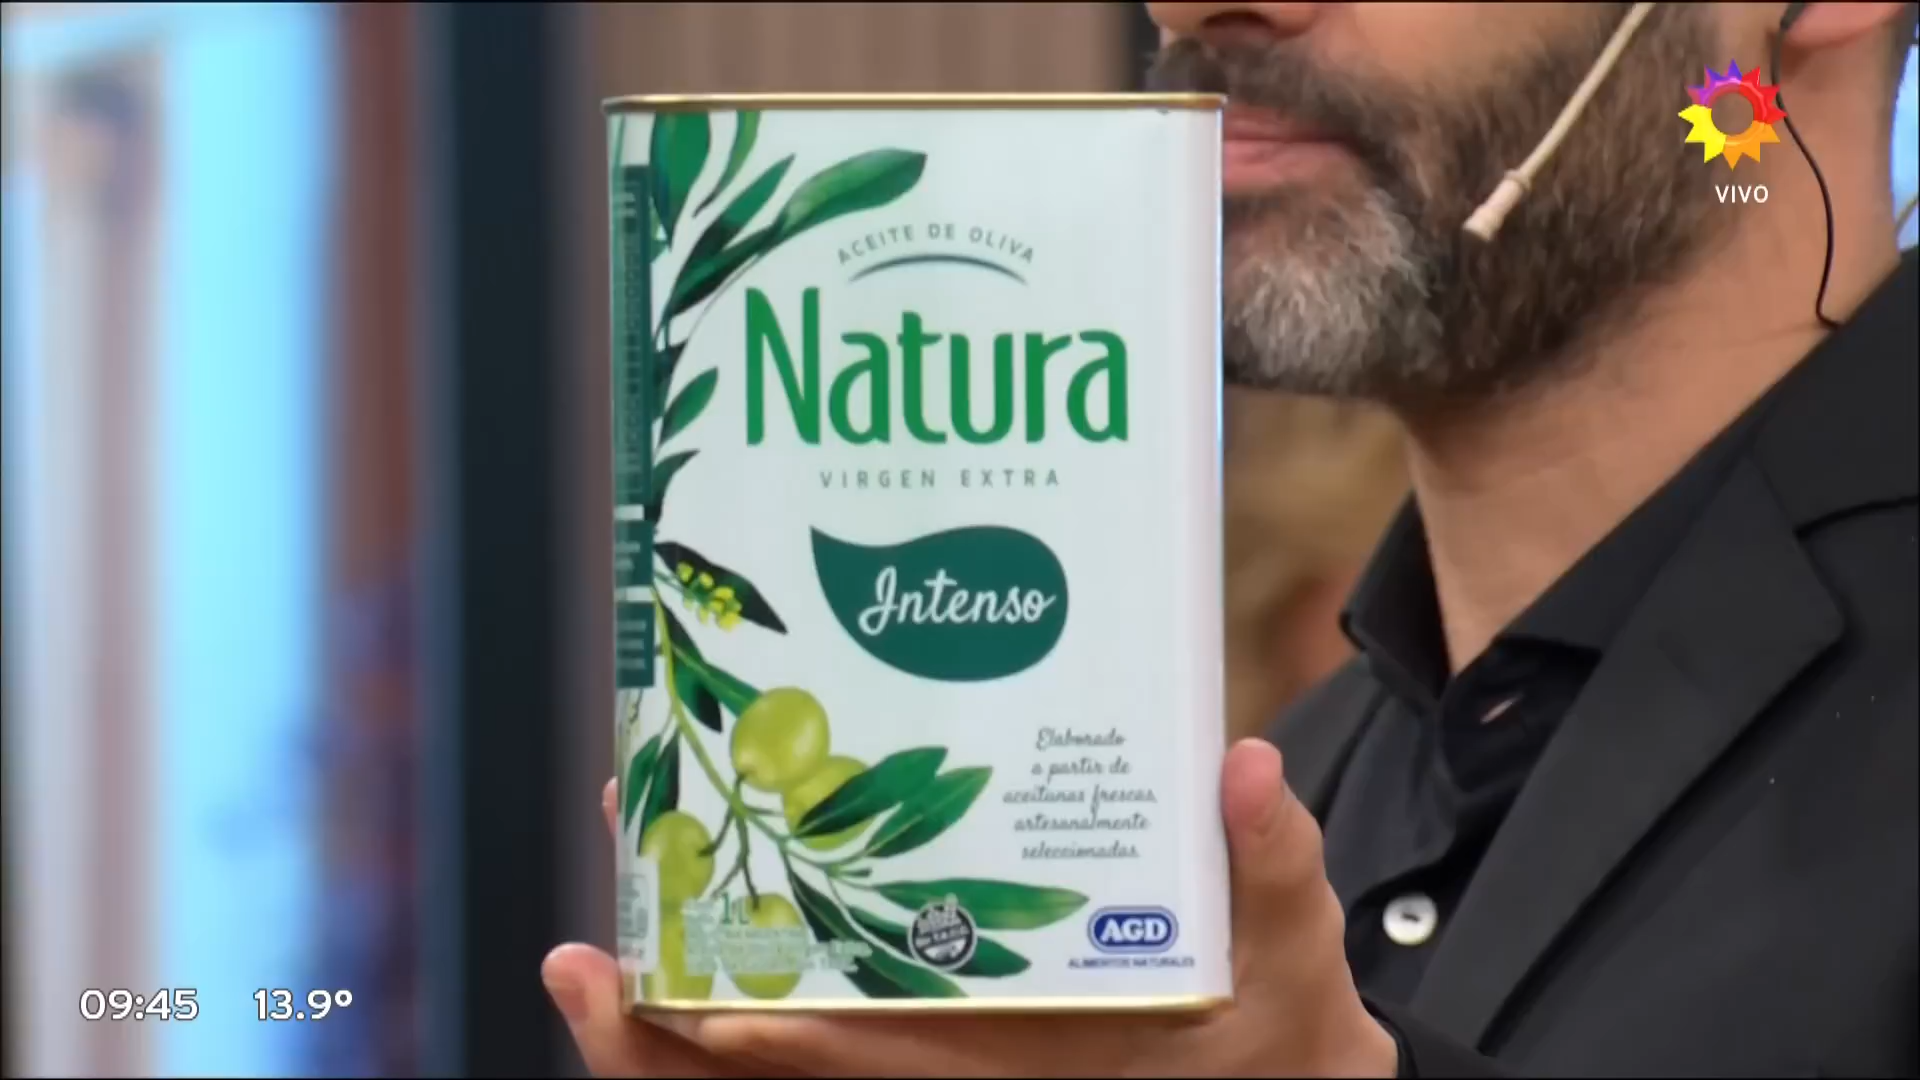 VIVO
ACEITE DE OLIVA
Natura
VIRGEN EXTRA
Intenso
Elaborado
a partir de
aceitunas frescas,
artesanalmente
seleccionadas.
1L
AGD
ALIMENTOS NATURALES
09:45 13.9°